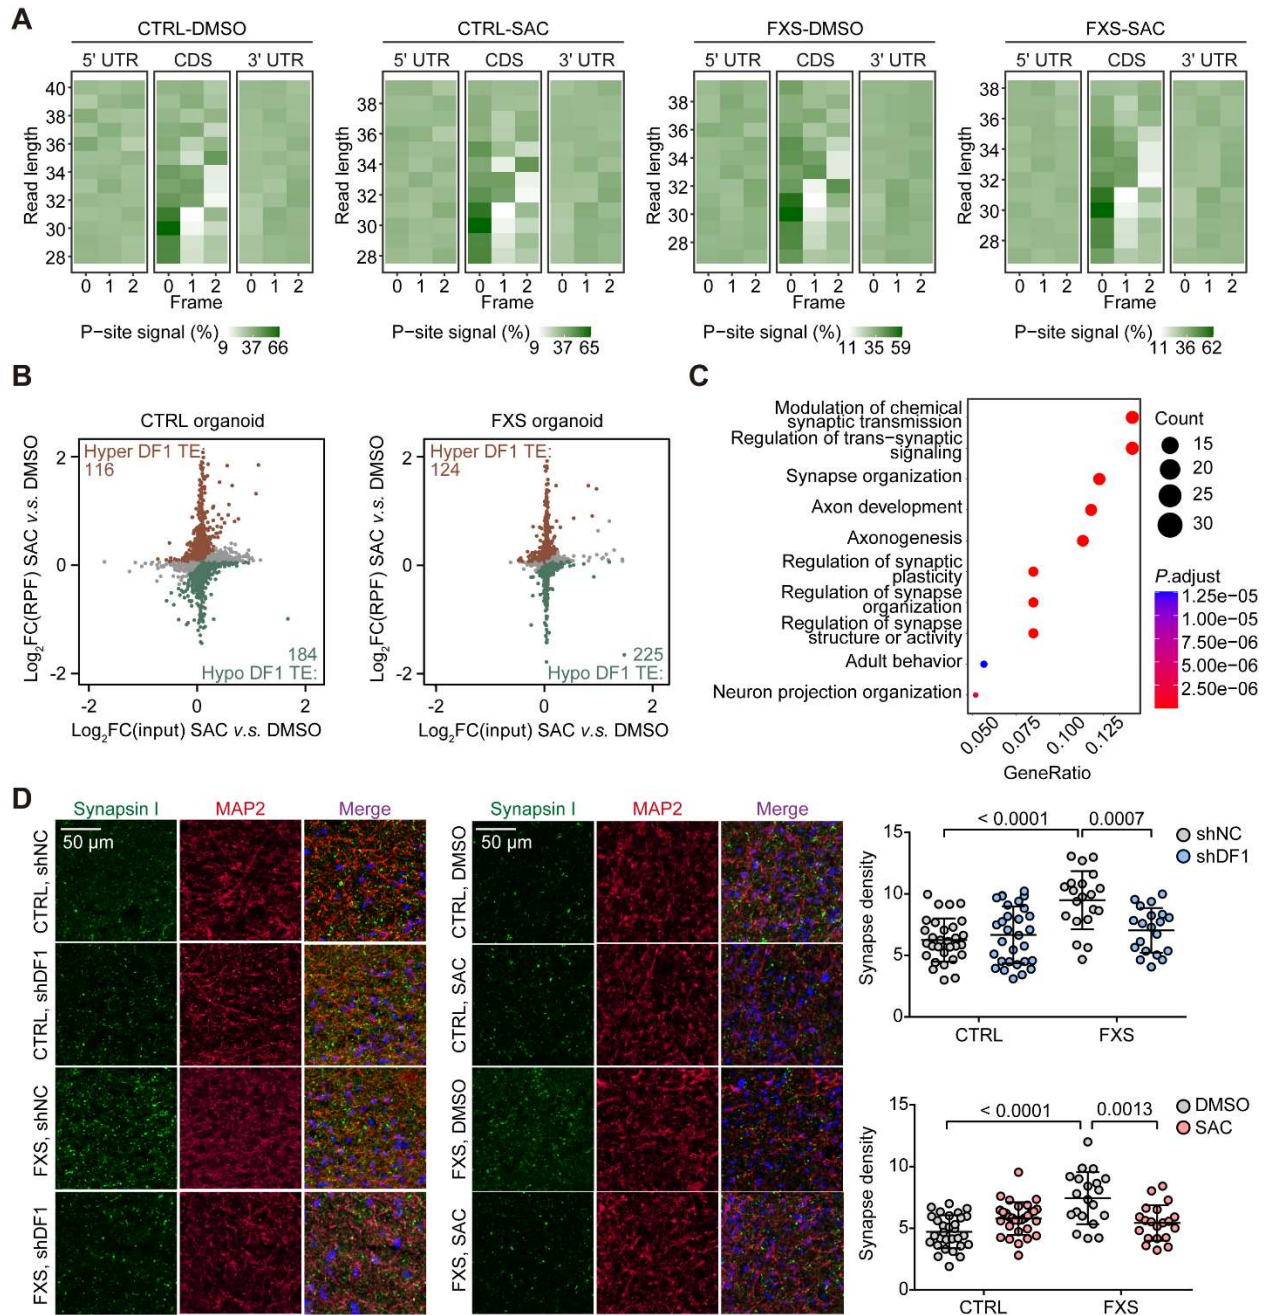 A
CTRL-DMSO
CTRL-SAC
FXS-DMSO
FXS-SAC
5' UTR CDS 3' UTR
5' UTR CDS 3' UTR
5' UTR CDS 3' UTR
5' UTR CDS 3' UTR
Read length
40
38
36
34
32
30
28
Read length
38
36
34
32
30
28
Read length
38
36
34
32
30
28
Read length
38
36
34
32
30
28
0 1 2 0 1 2 0 1 2
0 1 2 0 1 2 0 1 2
0 1 2 0 1 2 0 1 2
0 1 2 0 1 2 0 1 2
Frame
Frame
Frame
Frame
P−site signal (%)
9 37 66
P−site signal (%)
9 37 65
P−site signal (%)
11 35 59
P−site signal (%)
11 36 62
B
CTRL organoid
Log2FC(RPF) SAC v.s. DMSO
2
0
-2
Hyper DF1 TE:
116
184
Hypo DF1 TE:
-2 0 2
Log2FC(input) SAC v.s. DMSO
FXS organoid
Log2FC(RPF) SAC v.s. DMSO
2
0
-2
Hyper DF1 TE:
124
225
Hypo DF1 TE:
-2 0 2
Log2FC(input) SAC v.s. DMSO
C
Modulation of chemical
synaptic transmission
Regulation of trans−synaptic
signaling
Synapse organization
Axon development
Axonogenesis
Regulation of synaptic
plasticity
Regulation of synapse
organization
Regulation of synapse
structure or activity
Adult behavior
Neuron projection organization
0.050 0.075 0.100 0.125
GeneRatio
Count
15
20
25
30
P.adjust
1.25e−05
1.00e−05
7.50e−06
5.00e−06
2.50e−06
D
Synapsin I MAP2 Merge
50 µm
CTRL, shNC
CTRL, shDF1
FXS, shNC
FXS, shDF1
Synapsin I MAP2 Merge
50 µm
CTRL, DMSO
CTRL, SAC
FXS, DMSO
FXS, SAC
Synapse density
15
10
5
0
< 0.0001
0.0007
shNC
shDF1
CTRL FXS
Synapse density
15
10
5
0
< 0.0001
0.0013
DMSO
SAC
CTRL FXS